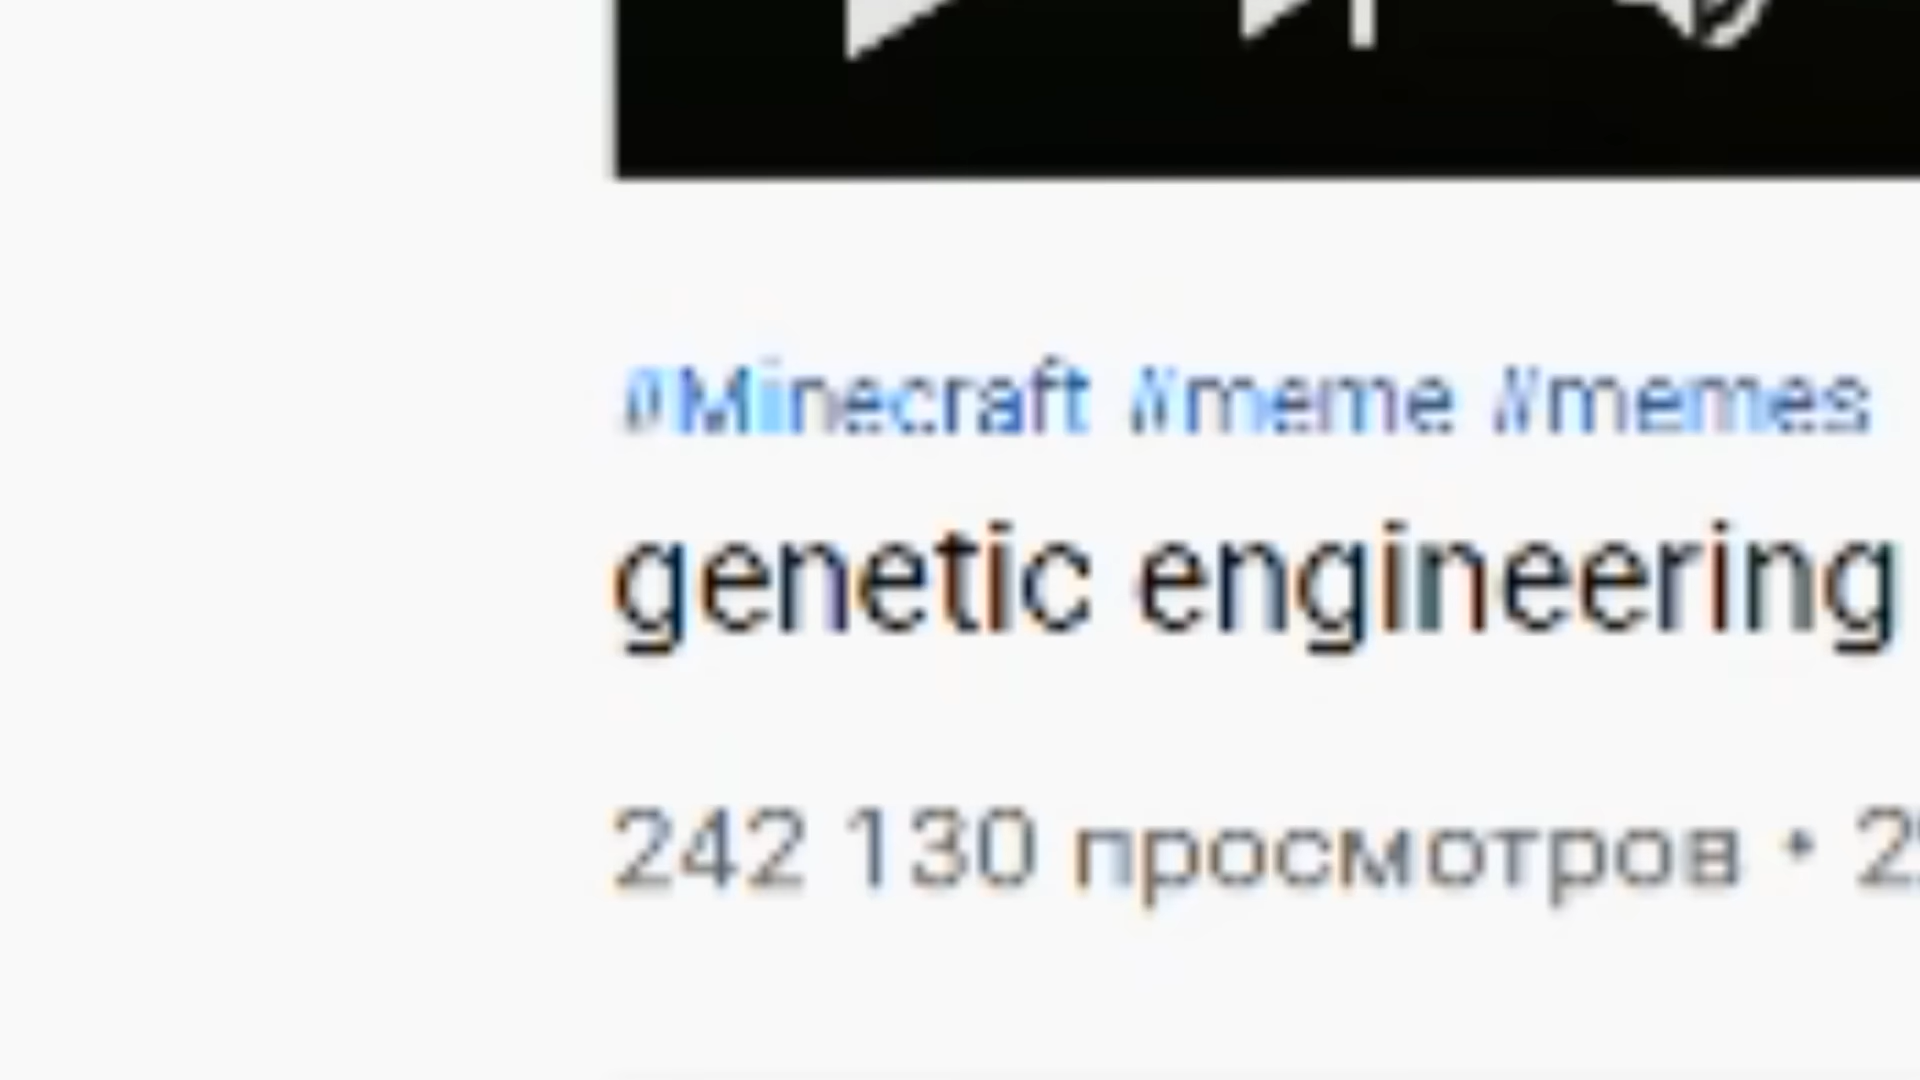 #Minecraft #meme #memes
genetic engineering
242 130 просмотров •